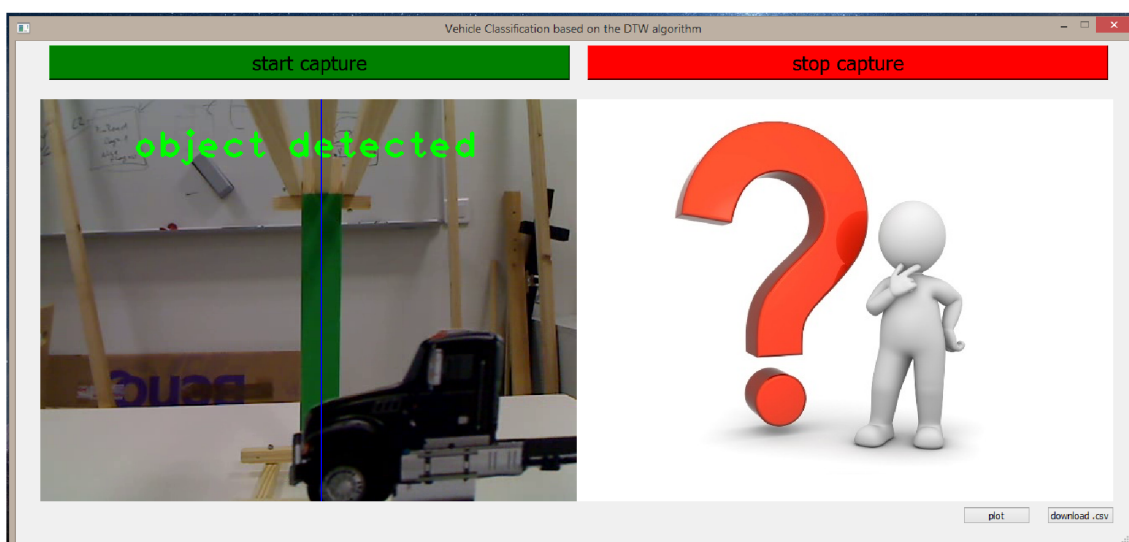 Vehicle Classification based on the DTW algorithm
start capture
stop capture
object detected
plot
download .csv